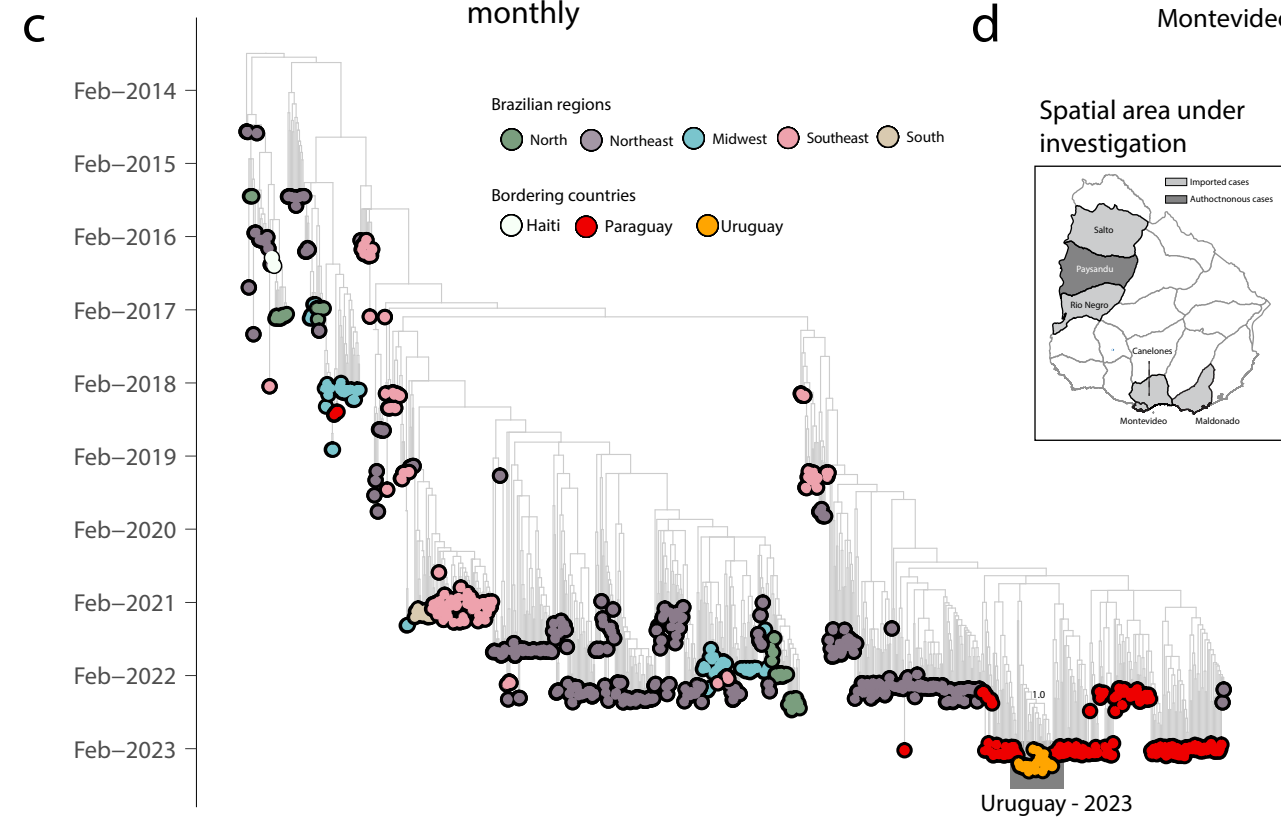 c
monthly
Feb–2014
Feb–2015
Feb–2016
Feb–2017
Feb–2018
Feb–2019
Feb–2020
Feb–2021
Feb–2022
Feb–2023
Brazilian regions
North Northeast Midwest Southeast South
Bordering countries
Haiti Paraguay Uruguay
1.0
Uruguay - 2023
d
Montevideo
Spatial area under
investigation
Imported cases
Authoctnonous cases
Salto
Paysandu
Rio Negro
Canelones
Montevideo Maldonado